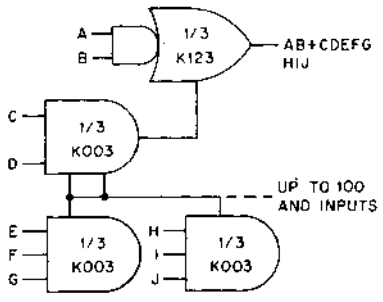 A
B
1/3
K123
AB+CDEFG
HIJ
C
D
1/3
K003
UP TO 100
AND INPUTS
E
F
G
1/3
K003
H
I
J
1/3
K003